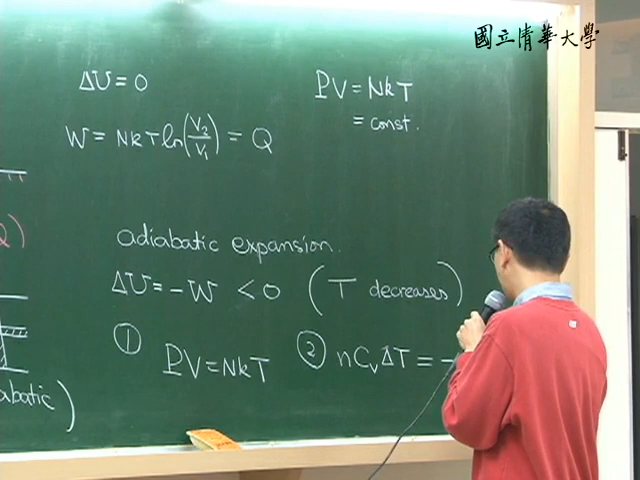 國立清華大學
ΔU = 0
PV = NkT
= const.
W = NkT ln(V₂/V₁) = Q
Q)
adiabatic expansion.
ΔU = -W < 0 (T decreases)
① PV = NkT
② nCᵥΔT = -
abatic)